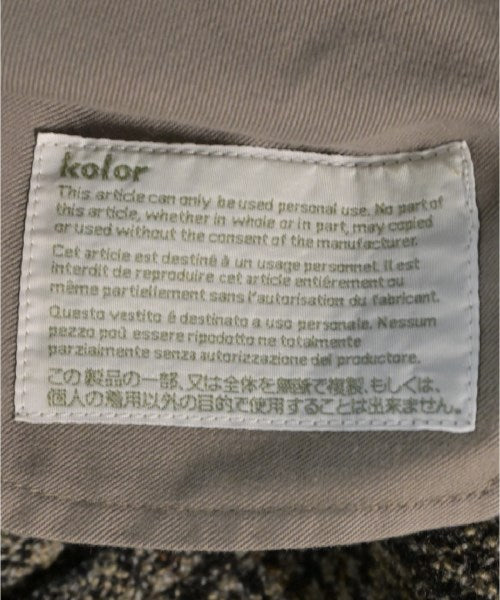 kolor
This article can only be used personal use. No part of
this article, whether in whole or in part, may copied
or used without the consent of the manufacturer.
Cet article est destiné à un usage personnel. Il est
interdit de reproduire cet article entiérement ou
même partiellement sans l'autorisation du fabricant.
Questo vestito é destinato a uso personale. Nessum
pezzo paù essere ripodotto ne totalmente
parzialmente senza autorizzazione del productore.
この製品の一部、又は全体を無断で複製、もしくは、
個人の着用以外の目的で使用することは出来ません。